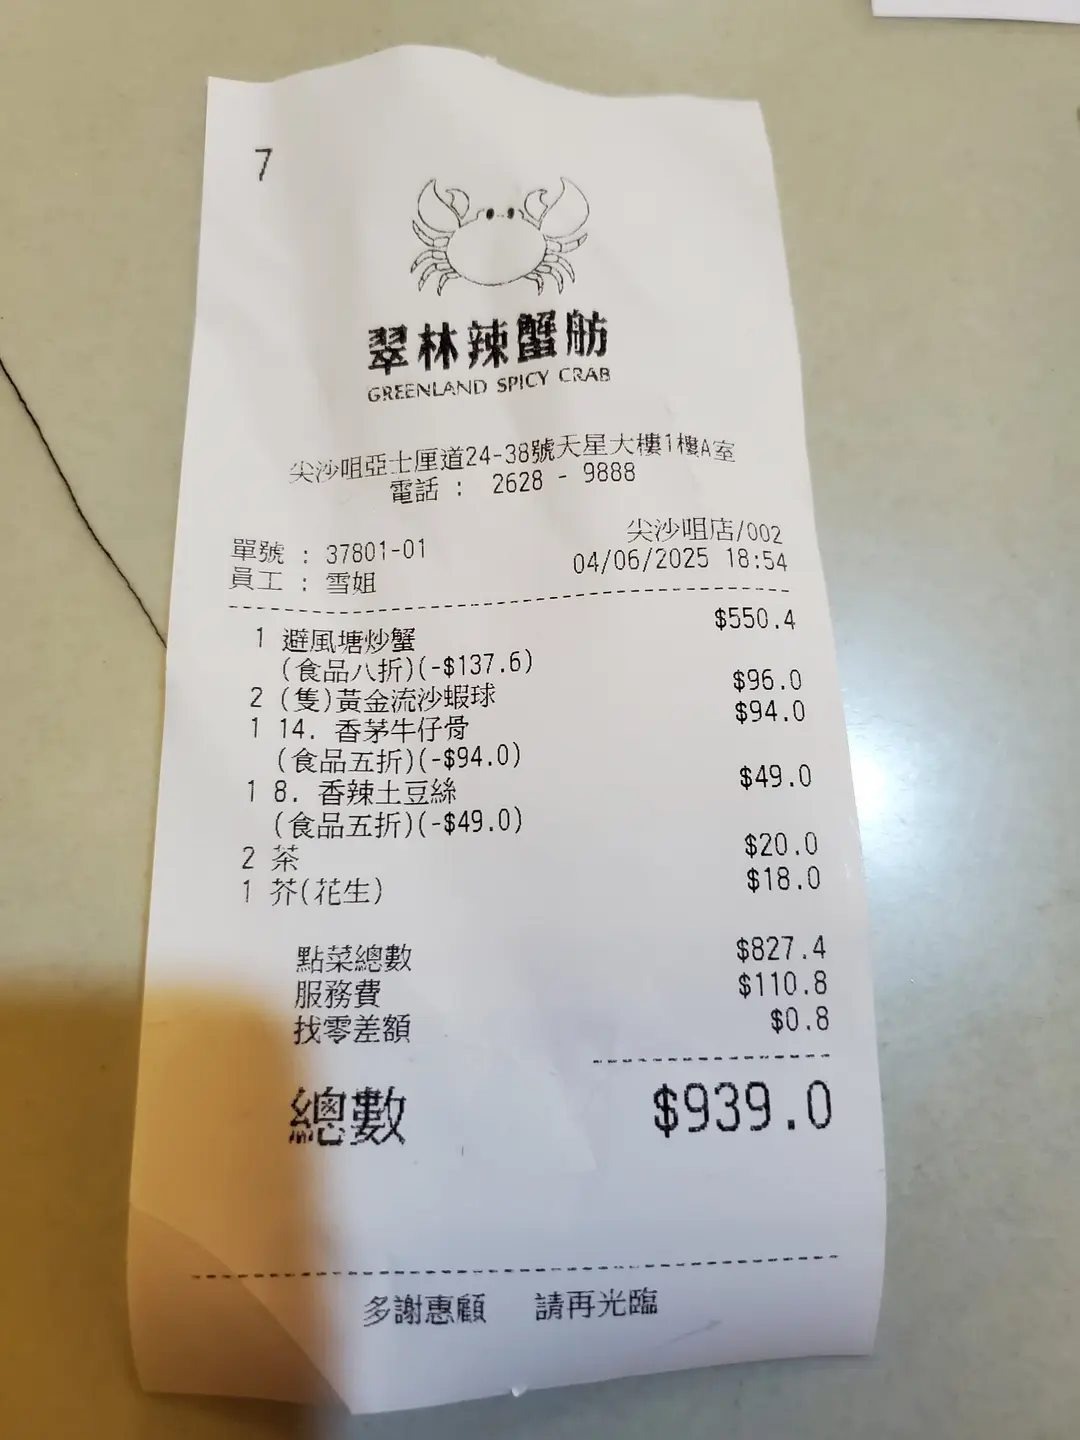 7
翠林辣蟹舫
GREENLAND SPICY CRAB
尖沙咀亞士厘道24-38號天星大樓1樓A室
電話 : 2628 - 9888
尖沙咀店/002
單號 : 37801-01
04/06/2025 18:54
員工 : 雪姐
1 避風塘炒蟹 $550.4
(食品八折)(-$137.6)
2 (隻)黃金流沙蝦球 $96.0
1 14. 香茅牛仔骨 $94.0
(食品五折)(-$94.0)
1 8. 香辣土豆絲 $49.0
(食品五折)(-$49.0)
2 茶 $20.0
1 芥(花生) $18.0
點菜總數 $827.4
服務費 $110.8
找零差額 $0.8
總數 $939.0
多謝惠顧 請再光臨